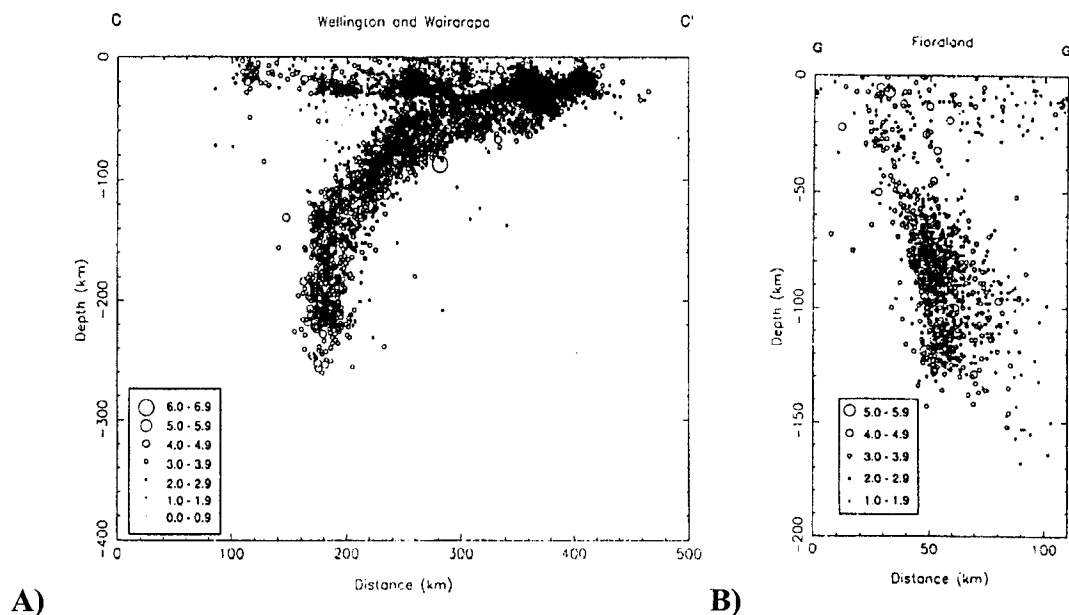 C Wellington and Wairarapa C'
0
-100
-200
-300
400
Depth (km)
6.0 - 6.9
5.0 - 5.9
4.0 - 4.9
3.0 - 3.9
2.0 - 2.9
1.0 - 1.9
0.0 - 0.9
0 100 200 300 400 500
Distance (km)
A)
G Fiordland G
0
-50
-100
-150
-200
Depth (km)
5.0 - 5.9
4.0 - 4.9
3.0 - 3.9
2.0 - 2.9
1.0 - 1.9
0 50 100
Distance (km)
B)